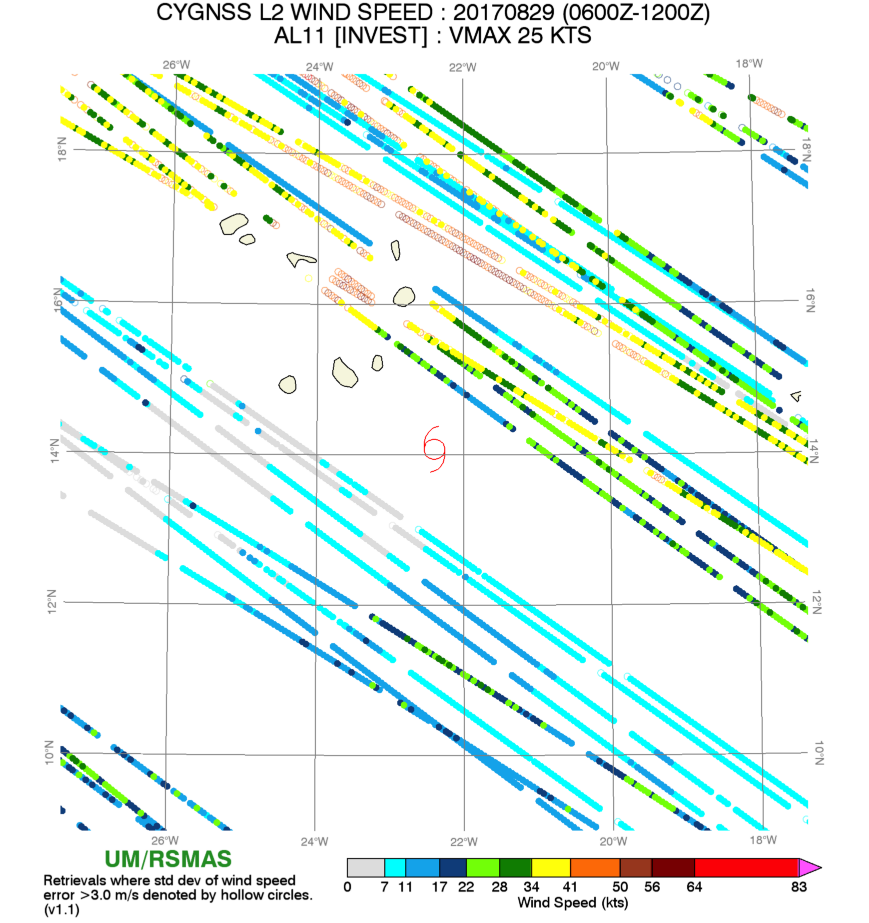 CYGNSS L2 WIND SPEED : 20170829 (0600Z-1200Z)
AL11 [INVEST] : VMAX 25 KTS
26°W 24°W 22°W 20°W 18°W
18°N 18°N
16°N 16°N
14°N 14°N
12°N 12°N
10°N 10°N
26°W 24°W 22°W 20°W 18°W
UM/RSMAS
Retrievals where std dev of wind speed
error >3.0 m/s denoted by hollow circles.
(v1.1)
0 7 11 17 22 28 34 41 50 56 64 83
Wind Speed (kts)